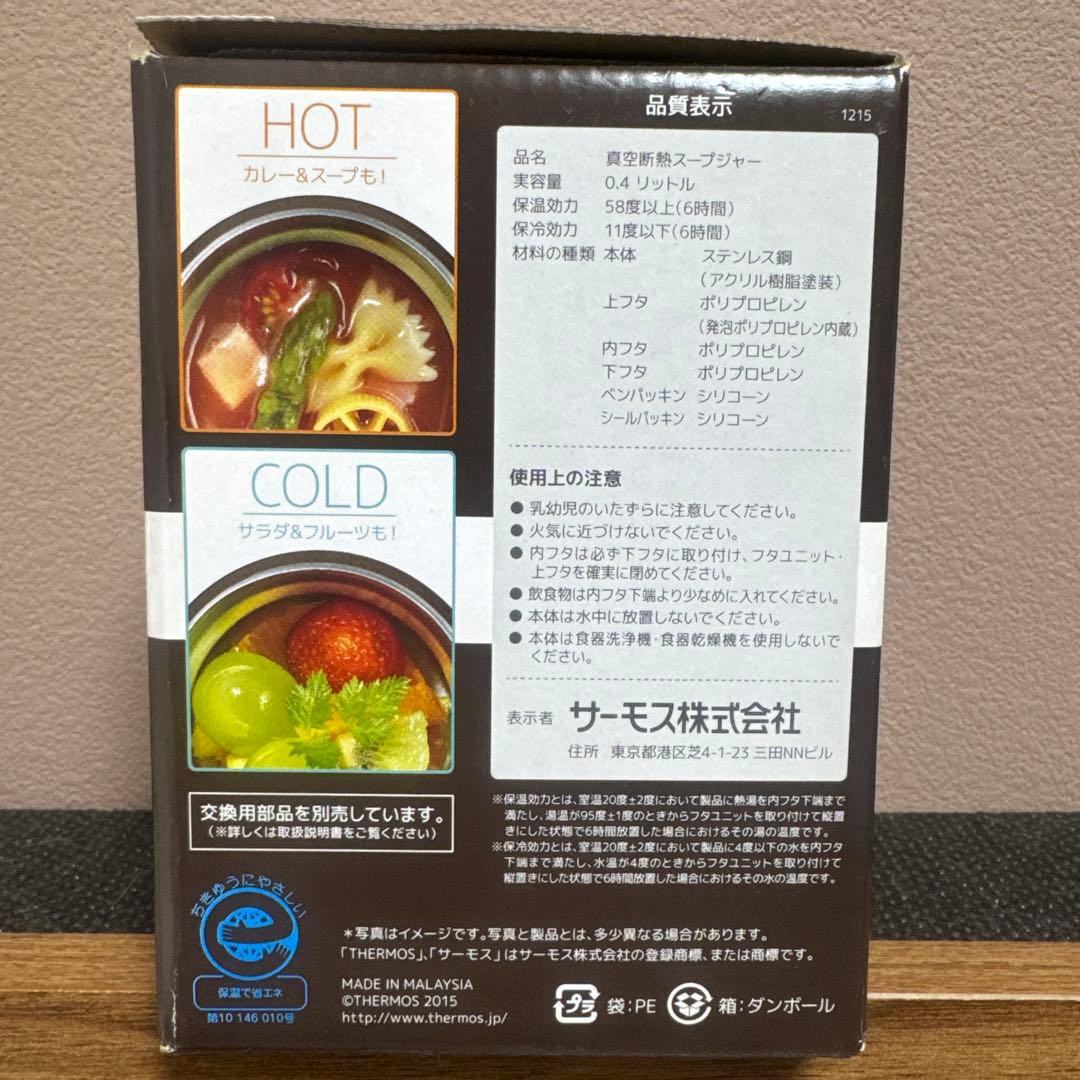 HOT
カレー&スープも!
COLD
サラダ&フルーツも!
交換用部品を別売しています。
(※詳しくは取扱説明書をご覧ください)
ちきゅうにやさしい
保温で省エネ
第10 146 010号
品質表示
1215
品名 真空断熱スープジャー
実容量 0.4 リットル
保温効力 58度以上(6時間)
保冷効力 11度以下(6時間)
材料の種類 本体 ステンレス鋼
(アクリル樹脂塗装)
上フタ ポリプロピレン
(発泡ポリプロピレン内蔵)
内フタ ポリプロピレン
下フタ ポリプロピレン
ベンパッキン シリコーン
シールパッキン シリコーン
使用上の注意
● 乳幼児のいたずらに注意してください。
● 火気に近づけないでください。
● 内フタは必ず下フタに取り付け、フタユニット・
上フタを確実に閉めてください。
● 飲食物は内フタ下端より少なめに入れてください。
● 本体は水中に放置しないでください。
● 本体は食器洗浄機・食器乾燥機を使用しないで
ください。
表示者 サーモス株式会社
住所 東京都港区芝4-1-23 三田NNビル
※保温効力とは、室温20度±2度において製品に熱湯を内フタ下端まで
満たし、湯温が95度±1度のときからフタユニットを取り付けて縦置
きにした状態で6時間放置した場合におけるその湯の温度です。
※保冷効力とは、室温20度±2度において製品に4度以下の水を内フタ
下端まで満たし、水温が4度のときからフタユニットを取り付けて
縦置きにした状態で6時間放置した場合におけるその水の温度です。
*写真はイメージです。写真と製品とは、多少異なる場合があります。
「THERMOS」、「サーモス」はサーモス株式会社の登録商標、または商標です。
MADE IN MALAYSIA
©THERMOS 2015
http://www.thermos.jp/
プラ 袋:PE 箱:ダンボール